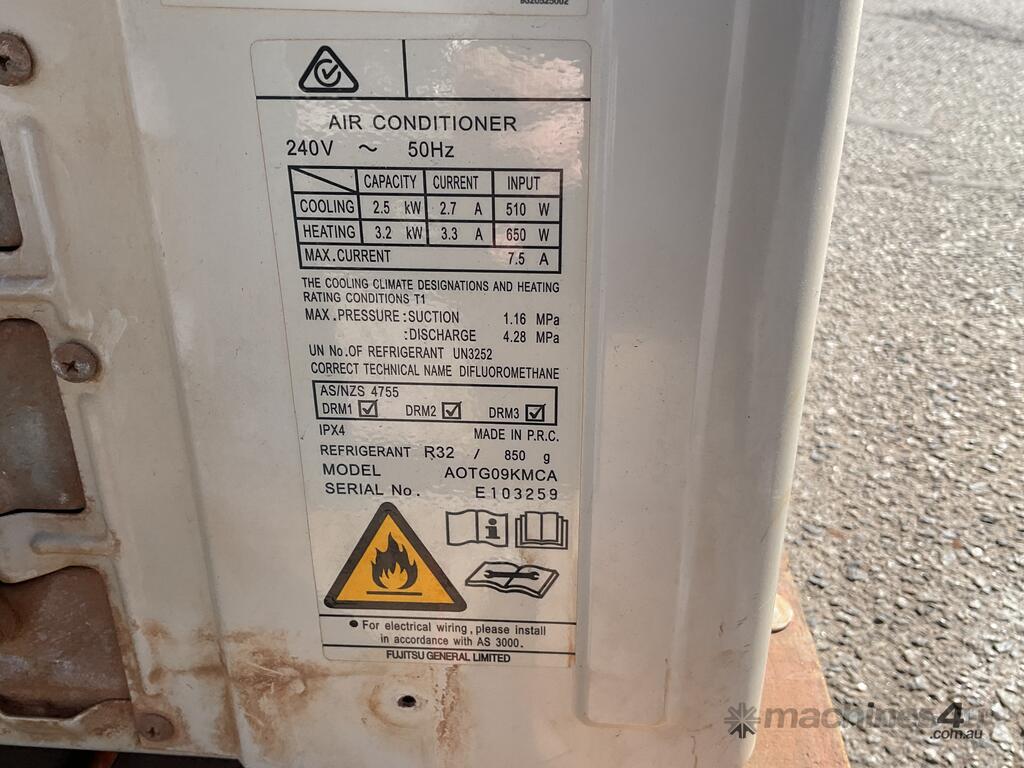 9320525002
AIR CONDITIONER
240V ~ 50Hz
CAPACITY CURRENT INPUT
COOLING 2.5 kW 2.7 A 510 W
HEATING 3.2 kW 3.3 A 650 W
MAX.CURRENT 7.5 A
THE COOLING CLIMATE DESIGNATIONS AND HEATING
RATING CONDITIONS T1
MAX.PRESSURE:SUCTION 1.16 MPa
:DISCHARGE 4.28 MPa
UN No.OF REFRIGERANT UN3252
CORRECT TECHNICAL NAME DIFLUOROMETHANE
AS/NZS 4755
DRM1 ☑ DRM2 ☑ DRM3 ☑
IPX4 MADE IN P.R.C.
REFRIGERANT R32 / 850 g
MODEL AOTG09KMCA
SERIAL No. E103259
• For electrical wiring, please install
in accordance with AS 3000.
FUJITSU GENERAL LIMITED
machines4u
.com.au